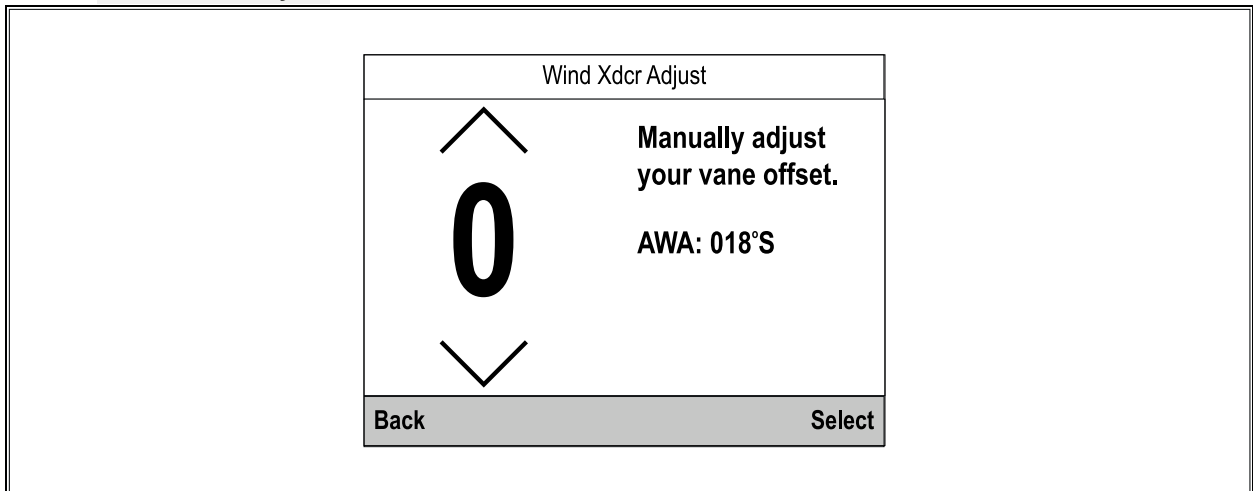 Wind Xdcr Adjust
0
Manually adjust
your vane offset.
AWA: 018°S
Back
Select